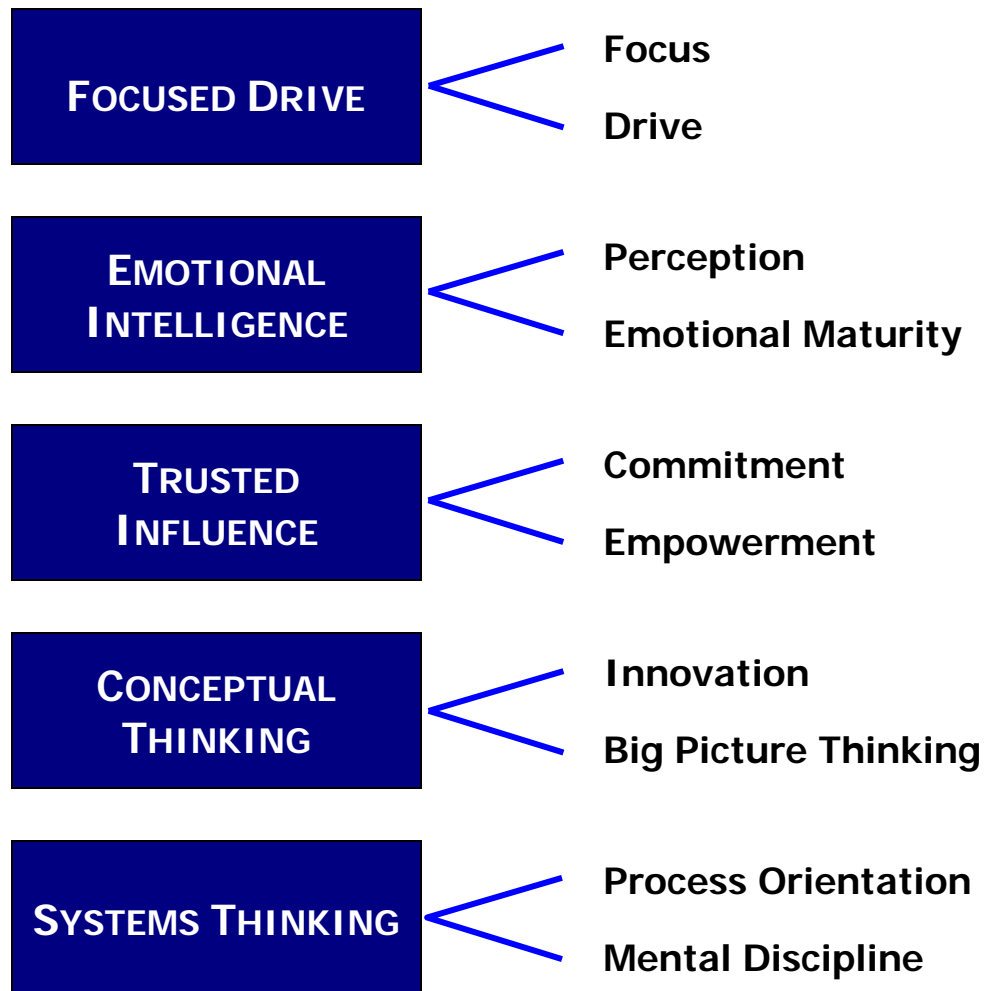 FOCUSED DRIVE
Focus
Drive
EMOTIONAL
INTELLIGENCE
Perception
Emotional Maturity
TRUSTED
INFLUENCE
Commitment
Empowerment
CONCEPTUAL
THINKING
Innovation
Big Picture Thinking
SYSTEMS THINKING
Process Orientation
Mental Discipline